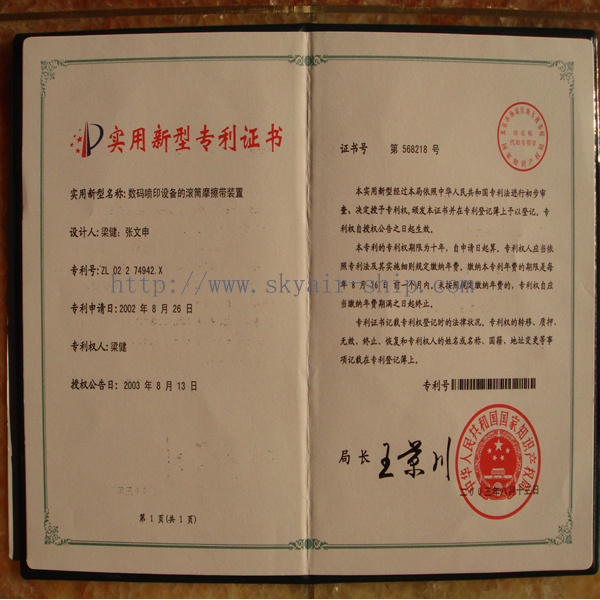 实用新型专利证书
实用新型名称:数码喷印设备的滚筒摩擦带装置
设计人:梁健;张文申
专利号:ZL 02 2 74942.X
专利申请日:2002 年 8 月 26 日
专利权人:梁健
授权公告日:2003 年 8 月 13 日
第 1 页(共 1 页)
证书号 第 568218 号
本实用新型经过本局依照中华人民共和国专利法进行初步审
查,决定授予专利权,颁发本证书并在专利登记簿上予以登记。专
利权自授权公告之日起生效。
本专利的专利权期限为十年,自申请日起算。专利权人应当依
照专利法及其实施细则规定缴纳年费。缴纳本专利年费的期限是每
年 8 月 26 日前一个月内。未按照规定缴纳年费的,专利权自应
当缴纳年费期满之日起终止。
专利证书记载专利权登记时的法律状况。专利权的转移、质押、
无效、终止、恢复和专利权人的姓名或名称、国籍、地址变更等事
项记载在专利登记簿上。
专利号
局长 王景川
中华人民共和国国家知识产权局
二〇〇三年八月十三日
http://www.skyairship.com